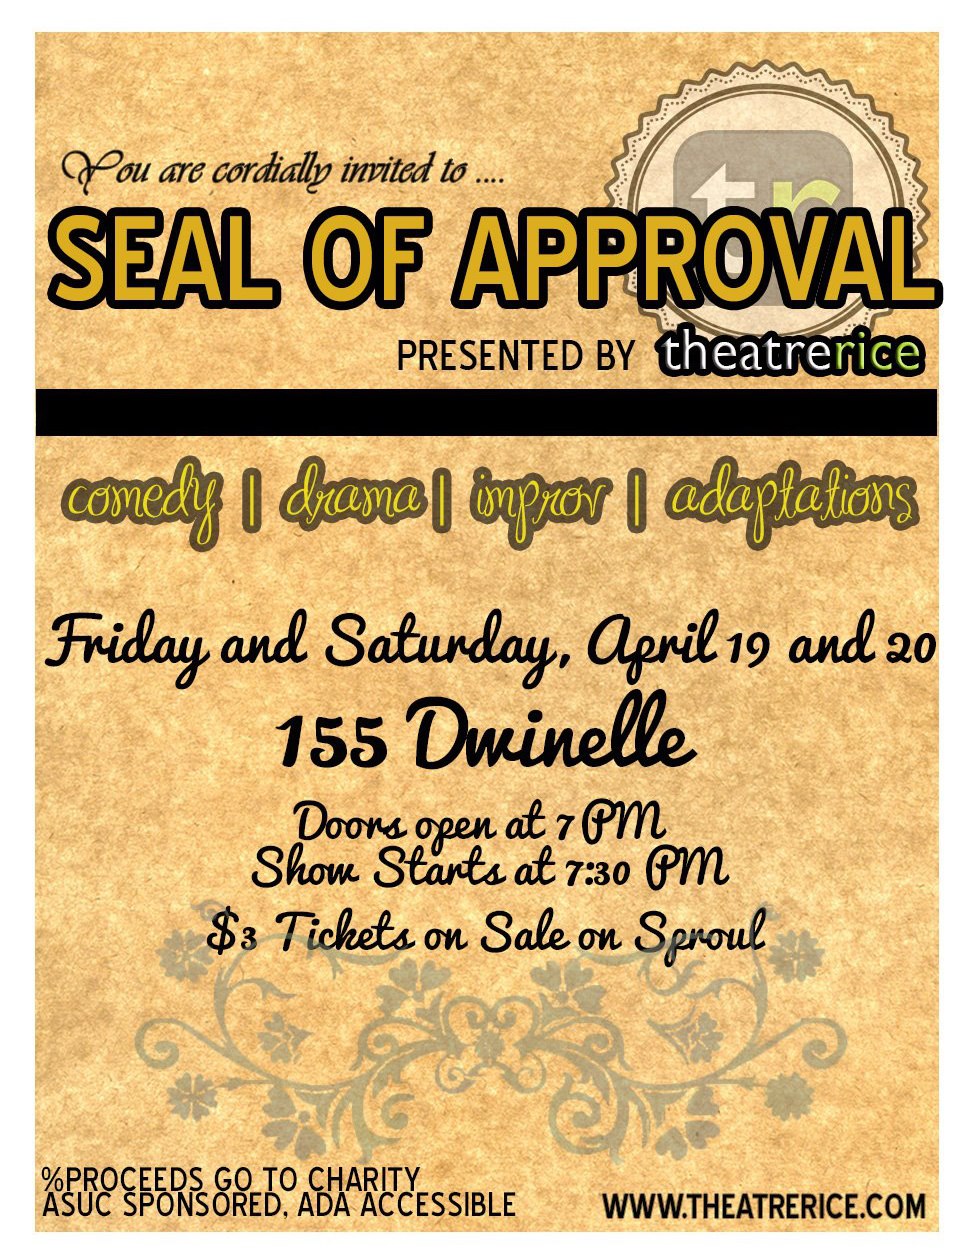 You are cordially invited to ....
tr
SEAL OF APPROVAL
PRESENTED BY theatrerice
comedy | drama | improv | adaptations
Friday and Saturday, April 19 and 20
155 Dwinelle
Doors open at 7 PM
Show Starts at 7:30 PM
$3 Tickets on Sale on Sproul
%PROCEEDS GO TO CHARITY
ASUC SPONSORED, ADA ACCESSIBLE
WWW.THEATRERICE.COM